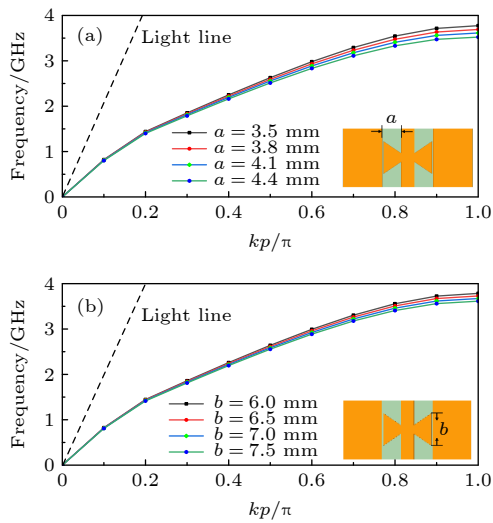 4
(a)
Light line
3
2
1
0
Frequency/GHz
a = 3.5 mm
a = 3.8 mm
a = 4.1 mm
a = 4.4 mm
a
0
0.2
0.4
0.6
0.8
1.0
kp/π
4
(b)
Light line
3
2
1
0
Frequency/GHz
b = 6.0 mm
b = 6.5 mm
b = 7.0 mm
b = 7.5 mm
b
0
0.2
0.4
0.6
0.8
1.0
kp/π